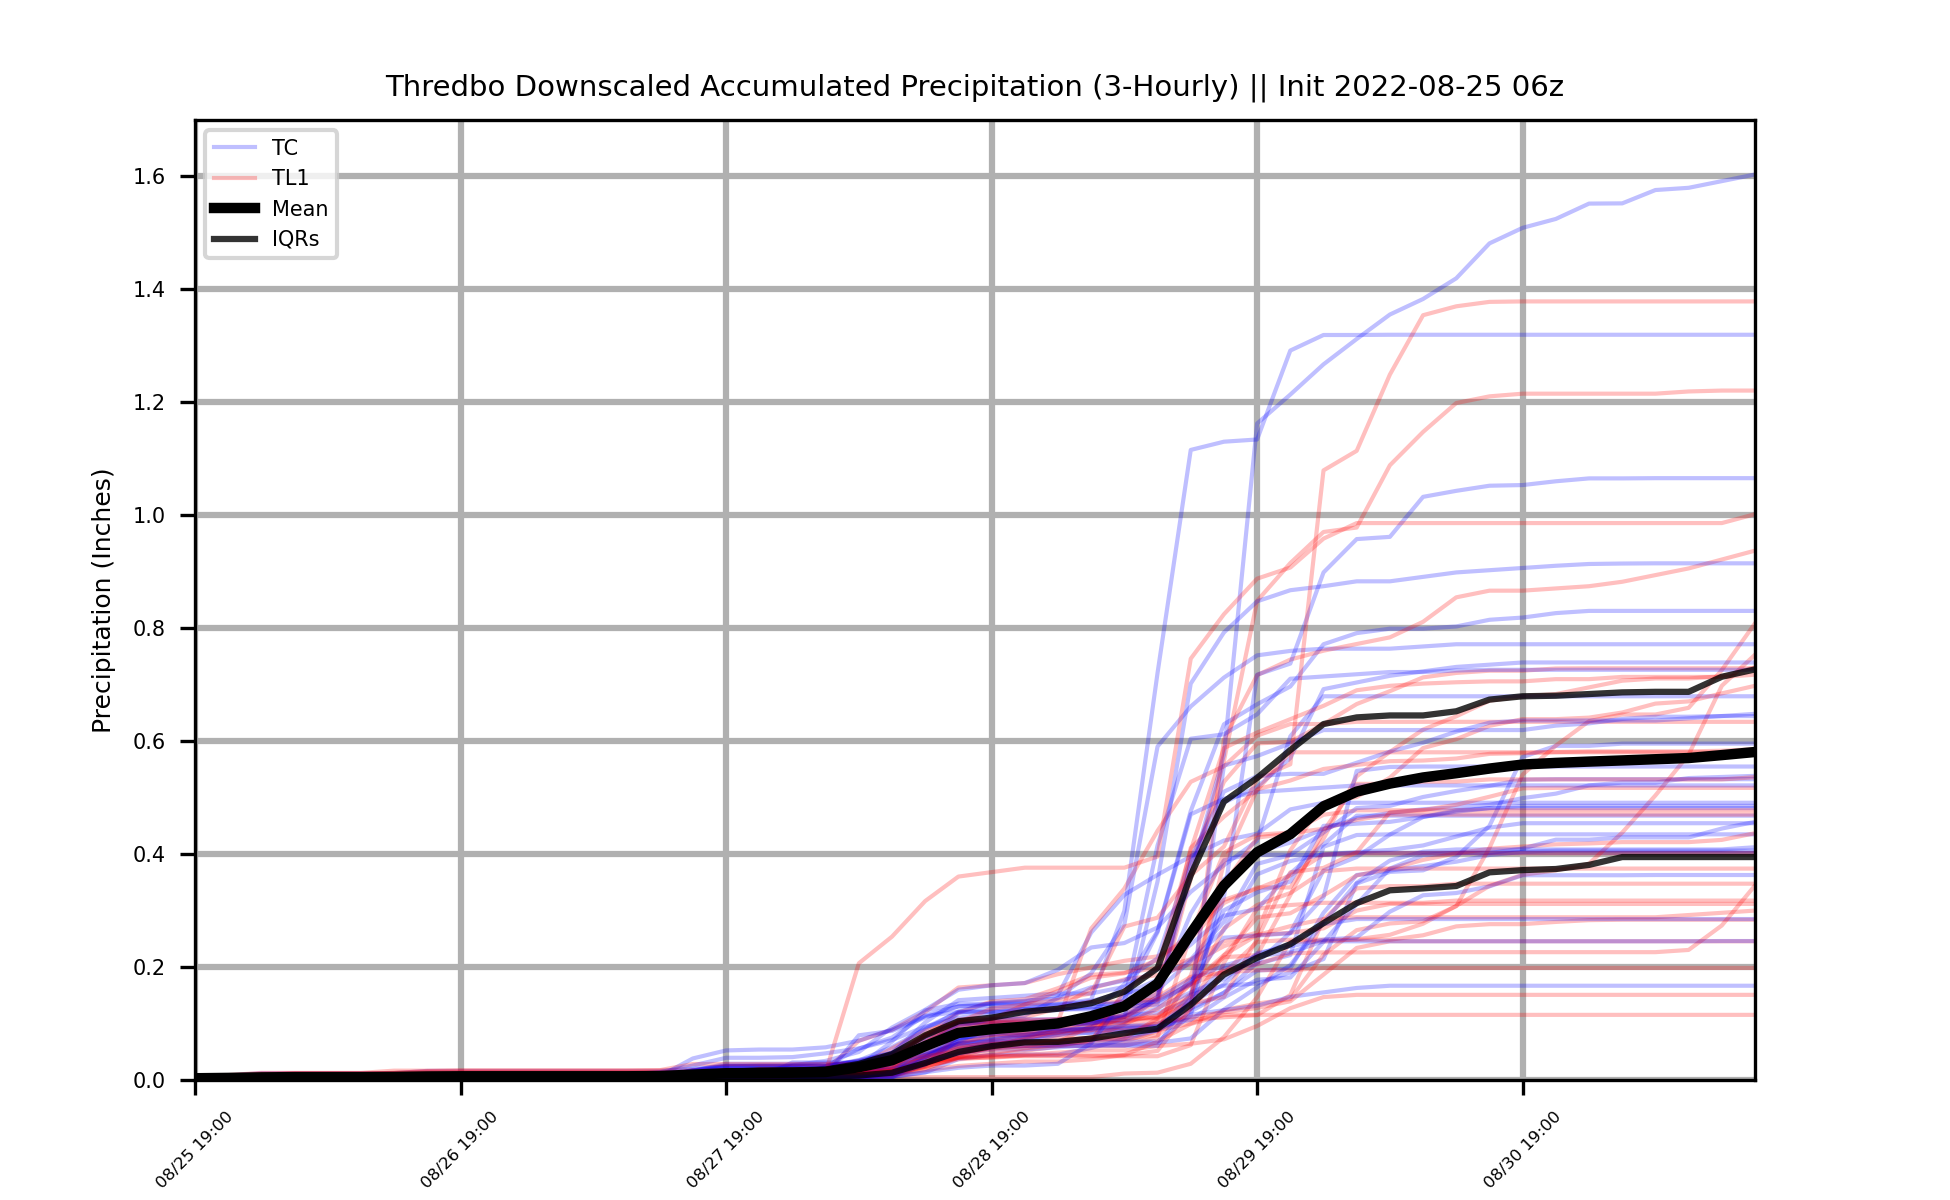 Thredbo Downscaled Accumulated Precipitation (3-Hourly) || Init 2022-08-25 06z
TC
TL1
Mean
IQRs
Precipitation (Inches)
1.6
1.4
1.2
1.0
0.8
0.6
0.4
0.2
0.0
08/25 19:00
08/26 19:00
08/27 19:00
08/28 19:00
08/29 19:00
08/30 19:00